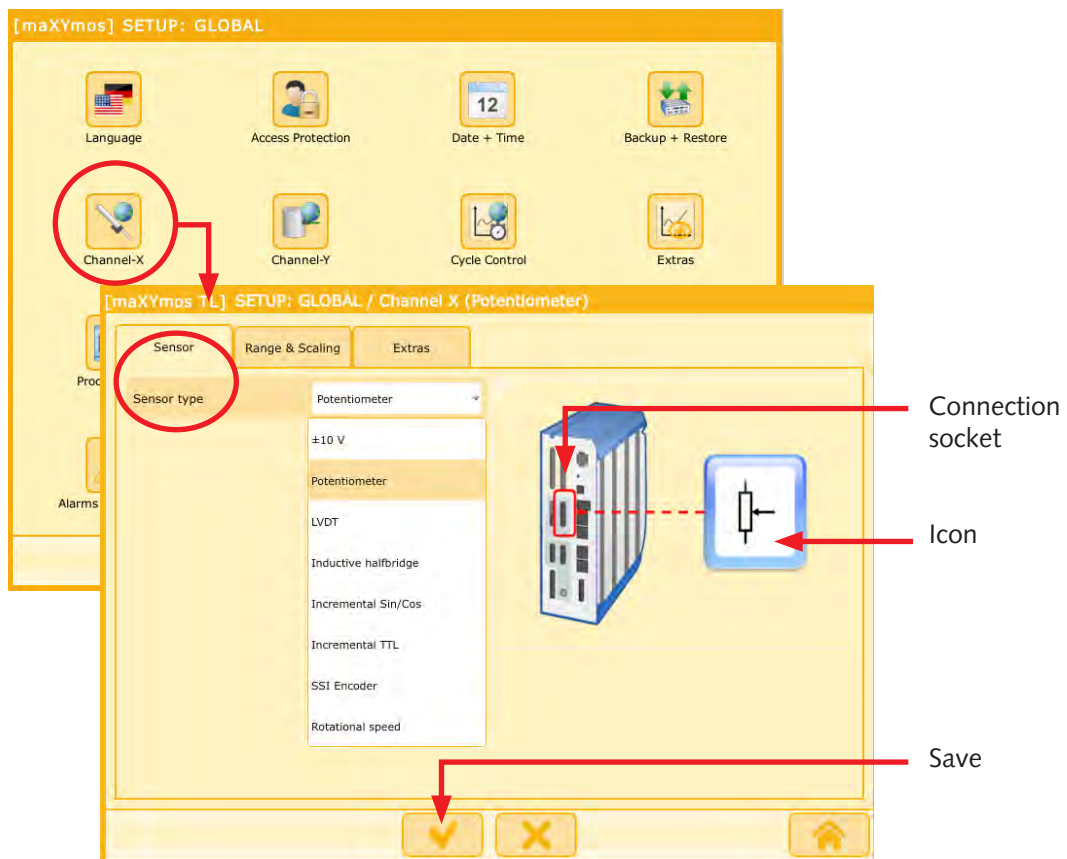 [maXYmos] SETUP: GLOBAL
12
Language
Access Protection
Date + Time
Backup + Restore
Channel-X
Channel-Y
Cycle Control
Extras
[maXYmos TL] SETUP: GLOBAL / Channel X (Potentiometer)
Sensor
Range & Scaling
Extras
Proc
Sensor type
Potentiometer
±10 V
Potentiometer
LVDT
Inductive halfbridge
Incremental Sin/Cos
Incremental TTL
SSI Encoder
Rotational speed
Alarms
Connection
socket
Icon
Save